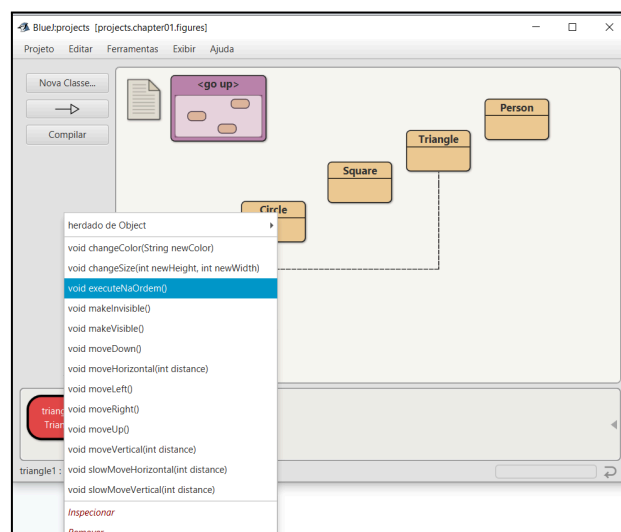 BlueJ:projects [projects.chapter01.figures]
Projeto Editar Ferramentas Exibir Ajuda
Nova Classe...
Compilar
<go up>
Person
Triangle
Square
Circle
herdado de Object
void changeColor(String newColor)
void changeSize(int newHeight, int newWidth)
void executeNaOrdem()
void makeInvisible()
void makeVisible()
void moveDown()
void moveHorizontal(int distance)
void moveLeft()
void moveRight()
void moveUp()
void moveVertical(int distance)
void slowMoveHorizontal(int distance)
void slowMoveVertical(int distance)
Inspecionar
Remover
triang
Trian
triangle1 :